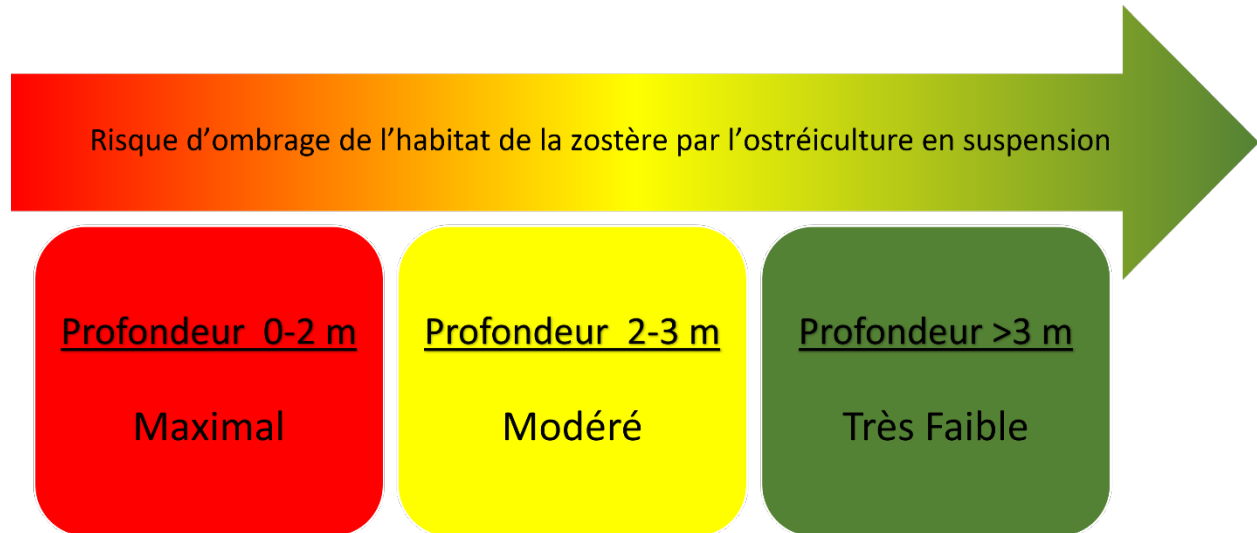 Risque d’ombrage de l’habitat de la zostère par l’ostréiculture en suspension
Profondeur 0-2 m
Maximal
Profondeur 2-3 m
Modéré
Profondeur >3 m
Très Faible